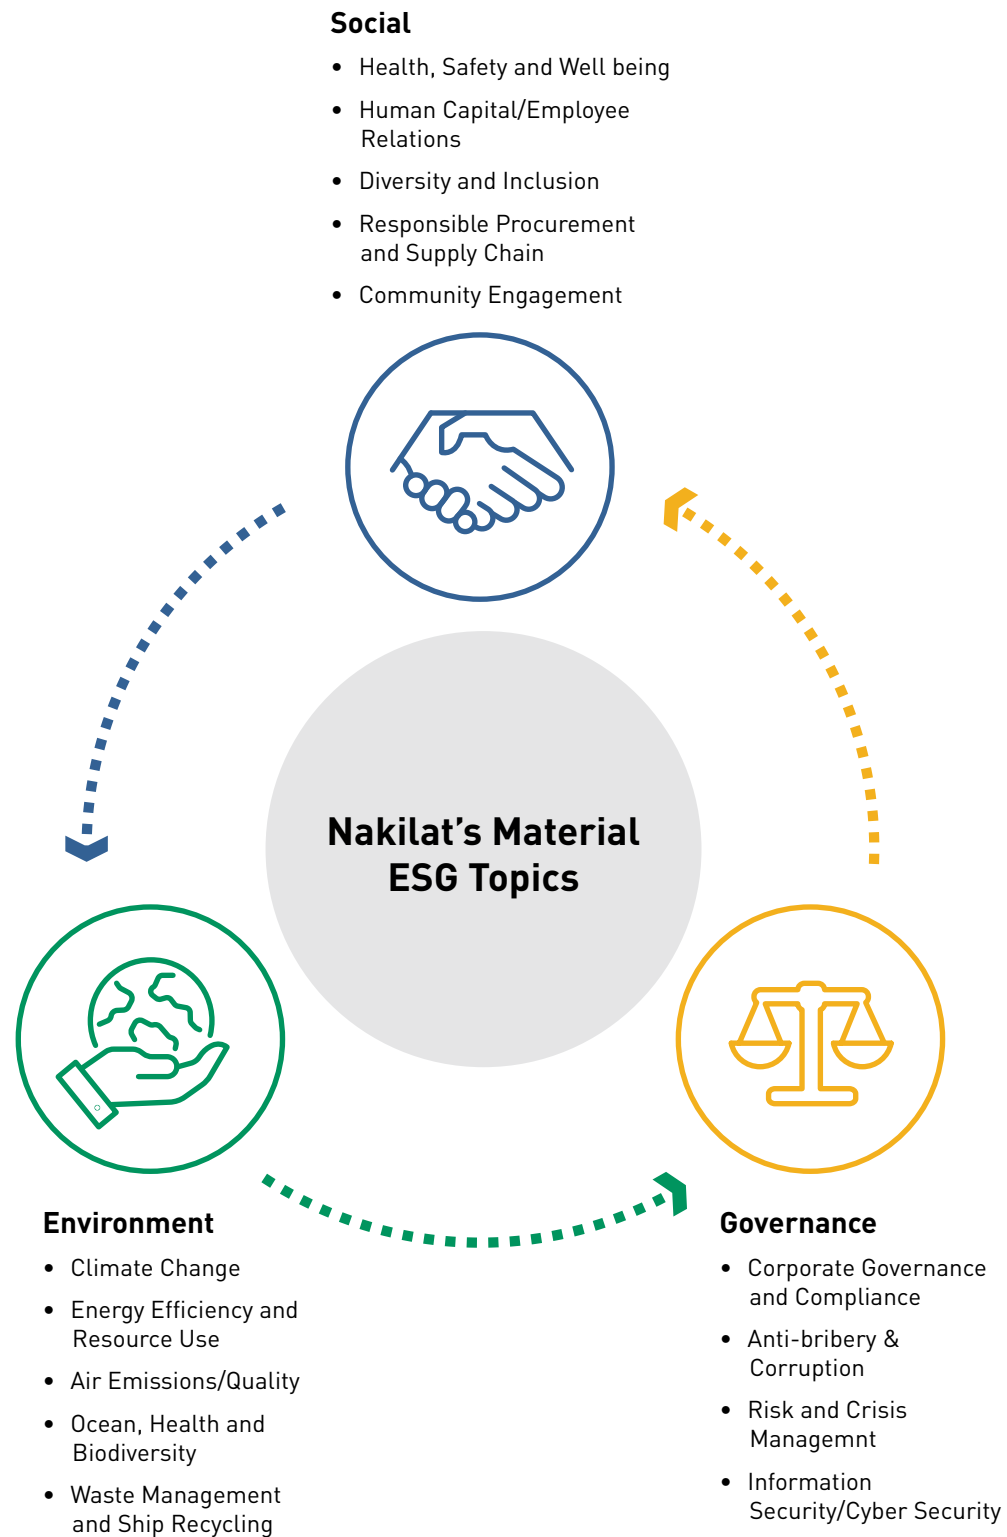 Social
• Health, Safety and Well being
• Human Capital/Employee
Relations
• Diversity and Inclusion
• Responsible Procurement
and Supply Chain
• Community Engagement
Nakilat’s Material
ESG Topics
Environment
• Climate Change
• Energy Efficiency and
Resource Use
• Air Emissions/Quality
• Ocean, Health and
Biodiversity
• Waste Management
and Ship Recycling
Governance
• Corporate Governance
and Compliance
• Anti-bribery &
Corruption
• Risk and Crisis
Managemnt
• Information
Security/Cyber Security